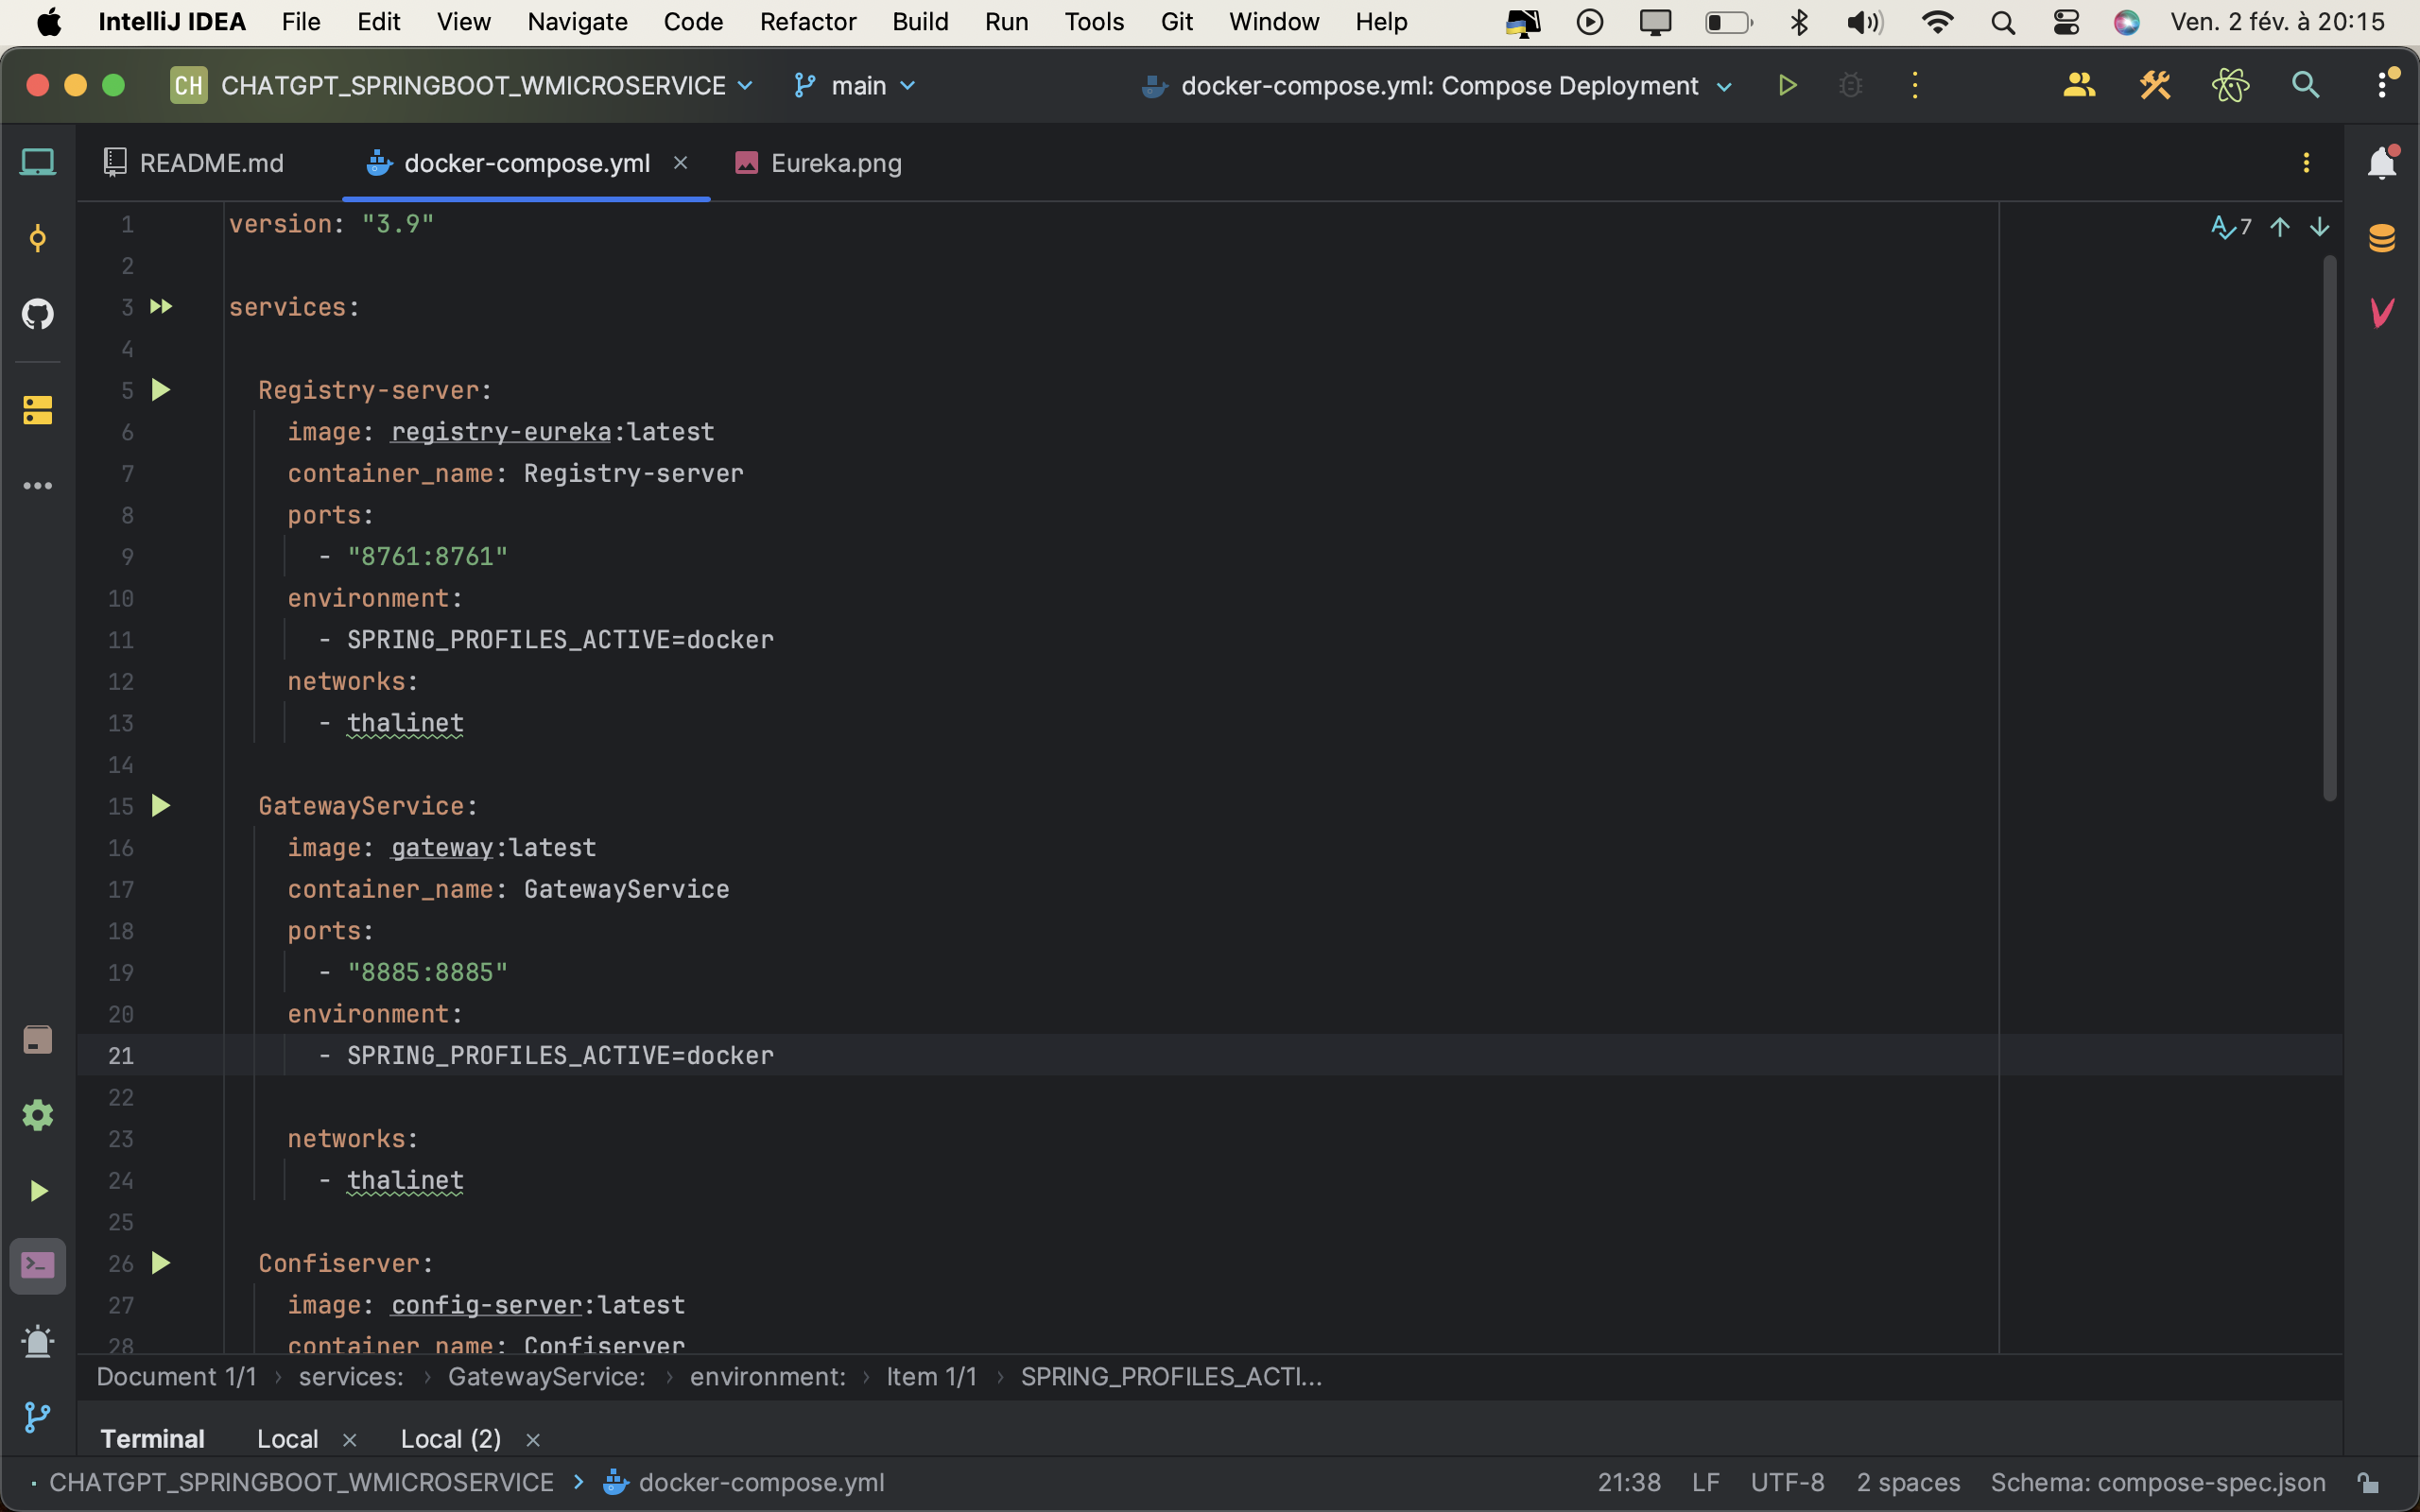 IntelliJ IDEA File Edit View Navigate Code Refactor Build Run Tools Git Window Help Ven. 2 fév. à 20:15
CH CHATGPT_SPRINGBOOT_WMICROSERVICE main docker-compose.yml: Compose Deployment
README.md docker-compose.yml Eureka.png
1 version: "3.9" 7
2
3 services:
4
5 Registry-server:
6 image: registry-eureka:latest
7 container_name: Registry-server
8 ports:
9 - "8761:8761"
10 environment:
11 - SPRING_PROFILES_ACTIVE=docker
12 networks:
13 - thalinet
14
15 GatewayService:
16 image: gateway:latest
17 container_name: GatewayService
18 ports:
19 - "8885:8885"
20 environment:
21 - SPRING_PROFILES_ACTIVE=docker
22
23 networks:
24 - thalinet
25
26 Confiserver:
27 image: config-server:latest
28 container_name: Confiserver
Document 1/1 › services: › GatewayService: › environment: › Item 1/1 › SPRING_PROFILES_ACTI...
Terminal Local Local (2)
CHATGPT_SPRINGBOOT_WMICROSERVICE › docker-compose.yml 21:38 LF UTF-8 2 spaces Schema: compose-spec.json